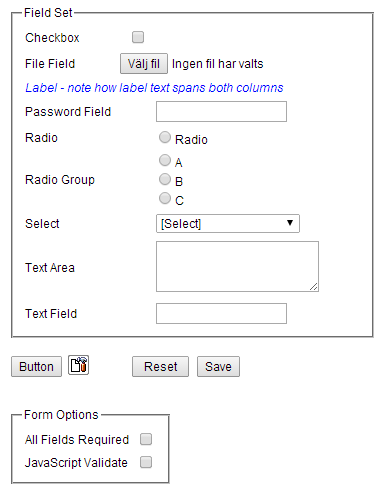 Field Set
Checkbox
File Field Välj fil Ingen fil har valts
Label - note how label text spans both columns
Password Field
Radio Radio
A
Radio Group B
C
Select [Select]
Text Area
Text Field
Button Reset Save
Form Options
All Fields Required
JavaScript Validate